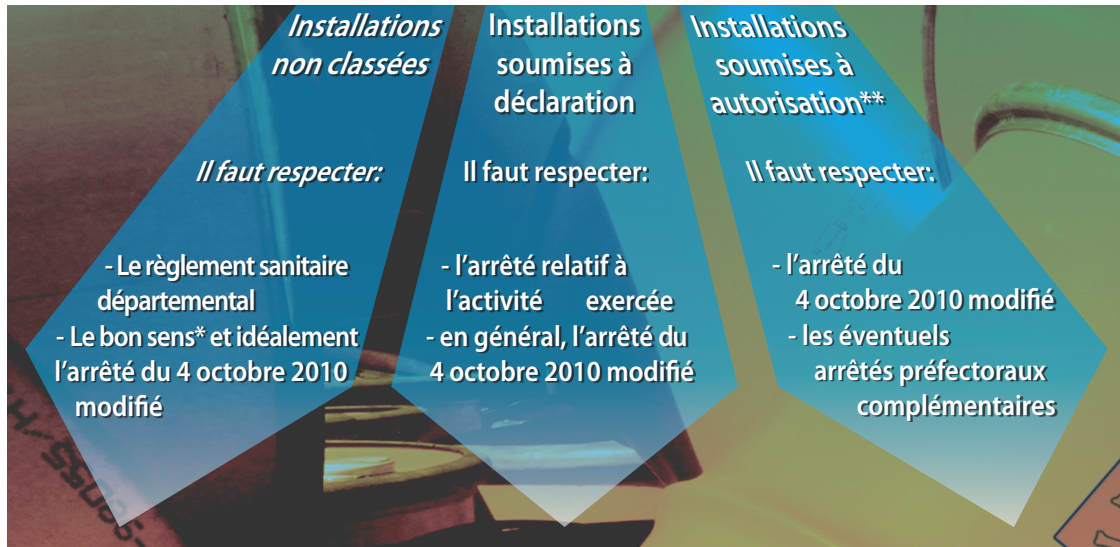 Installations
non classées
Il faut respecter:
- Le règlement sanitaire
départemental
- Le bon sens* et idéalement
l’arrêté du 4 octobre 2010
modifié
Installations
soumises à
déclaration
Il faut respecter:
- l’arrêté relatif à
l’activité exercée
- en général, l’arrêté du
4 octobre 2010 modifié
Installations
soumises à
autorisation**
Il faut respecter:
- l’arrêté du
4 octobre 2010 modifié
- les éventuels
arrêtés préfectoraux
complémentaires